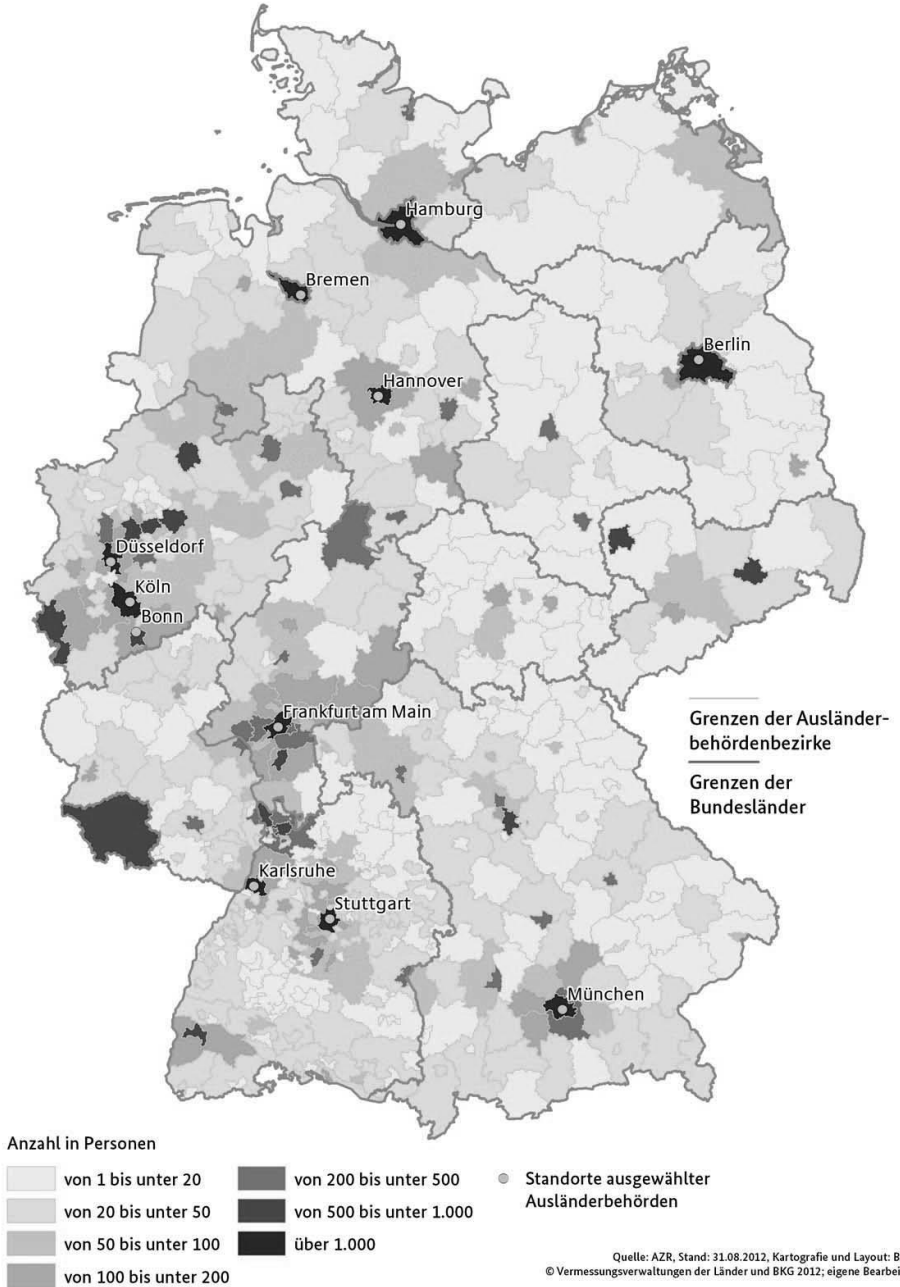 Hamburg
Bremen
Berlin
Hannover
Düsseldorf
Köln
Bonn
Frankfurt am Main
Grenzen der Ausländer-
behördenbezirke
Grenzen der
Bundesländer
Karlsruhe
Stuttgart
München
Anzahl in Personen
von 1 bis unter 20
von 20 bis unter 50
von 50 bis unter 100
von 100 bis unter 200
von 200 bis unter 500
von 500 bis unter 1.000
über 1.000
Standorte ausgewählter
Ausländerbehörden
Quelle: AZR, Stand: 31.08.2012, Kartografie und Layout: B
© Vermessungsverwaltungen der Länder und BKG 2012; eigene Bearbei